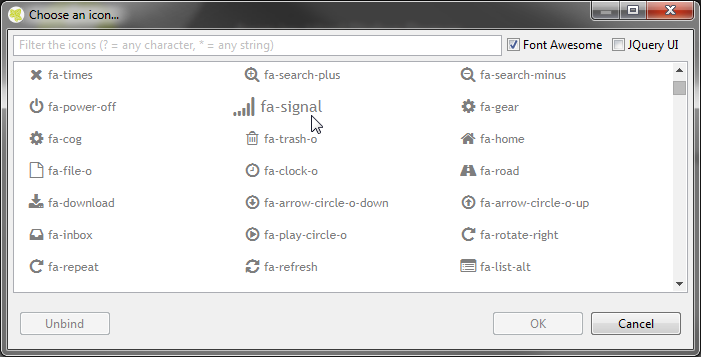 Choose an icon...
Filter the icons (? = any character, * = any string) Font Awesome JQuery UI
fa-times fa-search-plus fa-search-minus
fa-power-off fa-signal fa-gear
fa-cog fa-trash-o fa-home
fa-file-o fa-clock-o fa-road
fa-download fa-arrow-circle-o-down fa-arrow-circle-o-up
fa-inbox fa-play-circle-o fa-rotate-right
fa-repeat fa-refresh fa-list-alt
Unbind OK Cancel